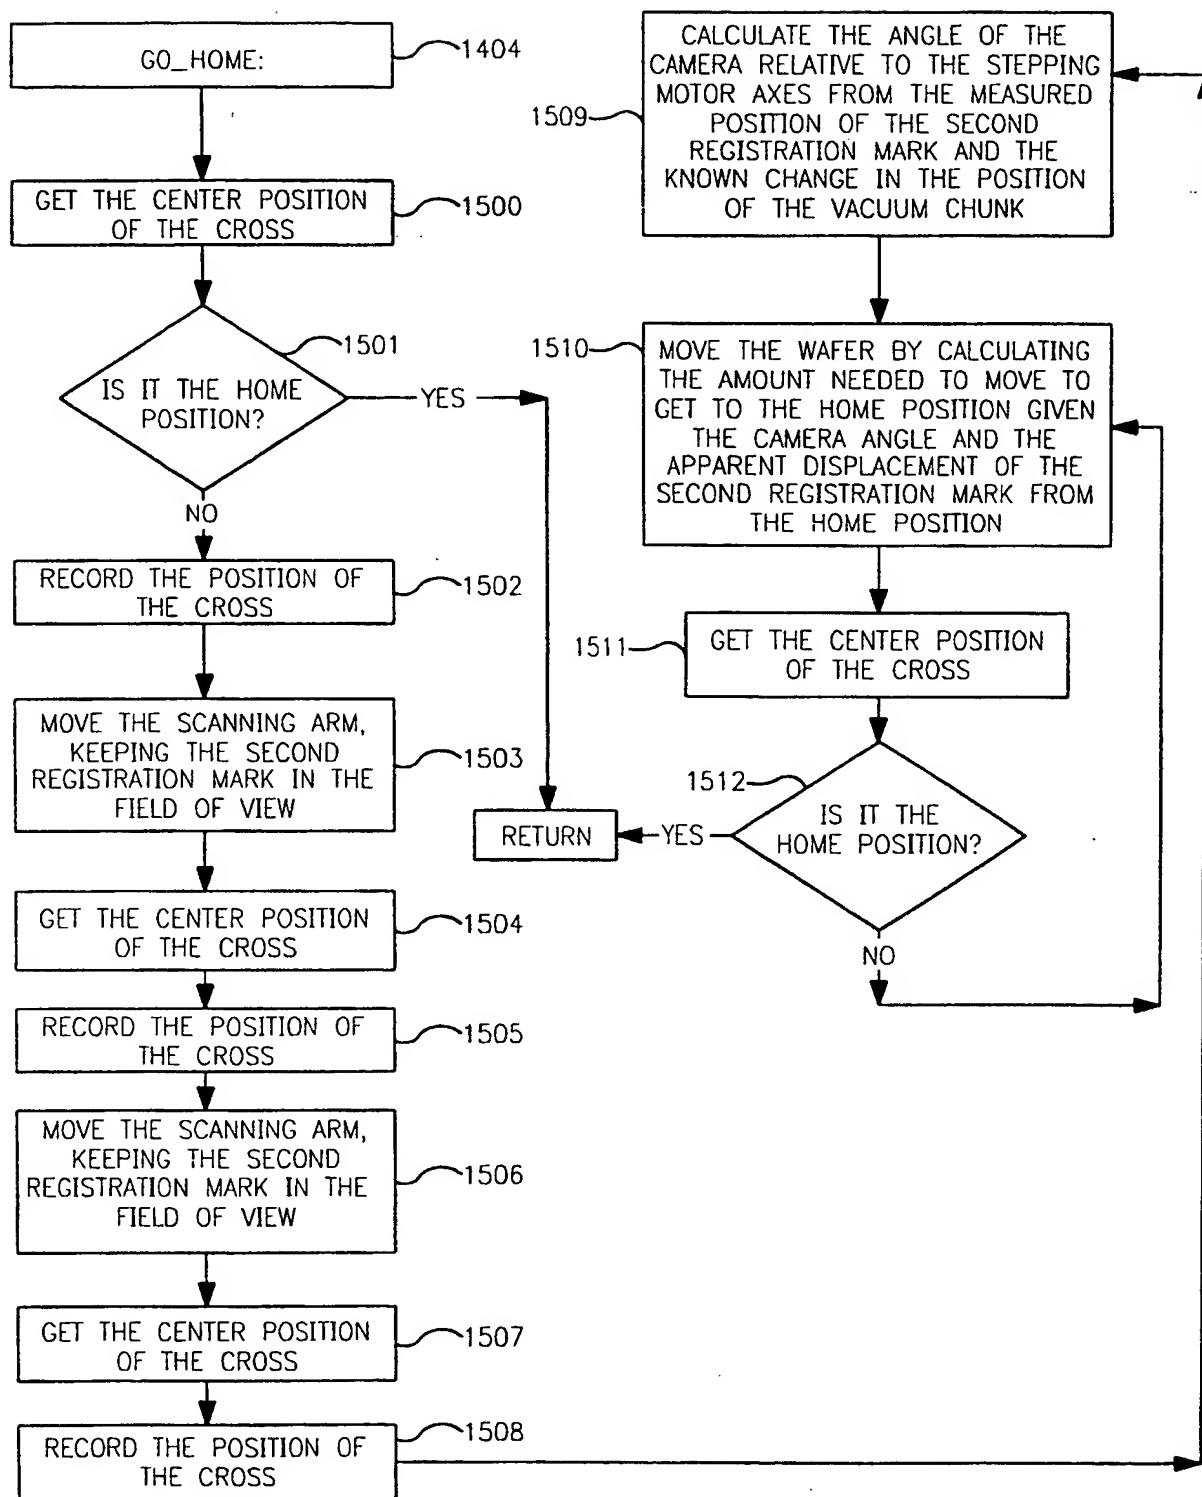 GO_HOME:
1404
GET THE CENTER POSITION
OF THE CROSS
1500
1501
IS IT THE HOME
POSITION?
YES
NO
RECORD THE POSITION OF
THE CROSS
1502
MOVE THE SCANNING ARM,
KEEPING THE SECOND
REGISTRATION MARK IN THE
FIELD OF VIEW
1503
GET THE CENTER POSITION
OF THE CROSS
1504
RECORD THE POSITION OF
THE CROSS
1505
MOVE THE SCANNING ARM,
KEEPING THE SECOND
REGISTRATION MARK IN THE
FIELD OF VIEW
1506
GET THE CENTER POSITION
OF THE CROSS
1507
RECORD THE POSITION OF
THE CROSS
1508
1509
CALCULATE THE ANGLE OF THE
CAMERA RELATIVE TO THE STEPPING
MOTOR AXES FROM THE MEASURED
POSITION OF THE SECOND
REGISTRATION MARK AND THE
KNOWN CHANGE IN THE POSITION
OF THE VACUUM CHUNK
1510
MOVE THE WAFER BY CALCULATING
THE AMOUNT NEEDED TO MOVE TO
GET TO THE HOME POSITION GIVEN
THE CAMERA ANGLE AND THE
APPARENT DISPLACEMENT OF THE
SECOND REGISTRATION MARK FROM
THE HOME POSITION
1511
GET THE CENTER POSITION
OF THE CROSS
1512
IS IT THE
HOME POSITION?
YES
RETURN
NO